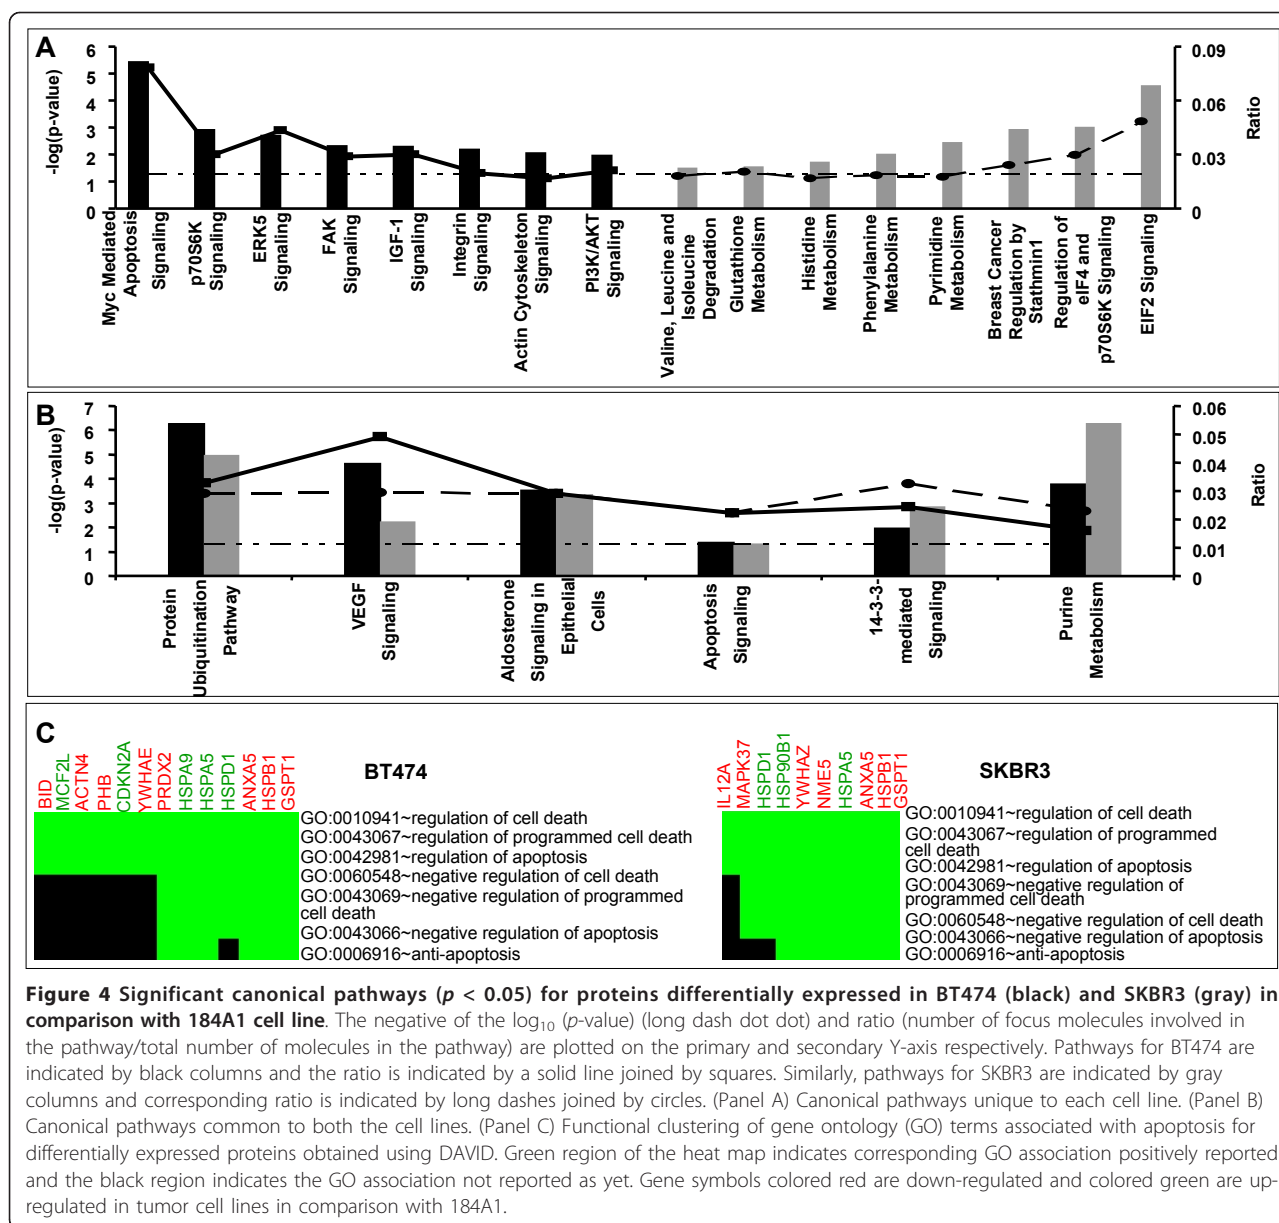 A
6
5
4
3
2
1
0
-log(p-value)
0.09
0.06
0.03
0.00
Ratio
Myc Mediated
Apoptosis
Signaling
p70S6K
Signaling
ERK5
Signaling
FAK
Signaling
IGF-1
Signaling
Integrin
Signaling
Actin Cytoskeleton
Signaling
PI3K/AKT
Signaling
Valine, Leucine and
Isoleucine
Degradation
Glutathione
Metabolism
Histidine
Metabolism
Phenylalanine
Metabolism
Pyrimidine
Metabolism
Breast Cancer
Regulation by
Stathmin1
Regulation of
eIF4 and
p70S6K Signaling
EIF2 Signaling
B
7
6
5
4
3
2
1
0
-log(p-value)
0.06
0.05
0.04
0.03
0.02
0.01
0
Ratio
Protein
Ubiquitination
Pathway
VEGF
Signaling
Aldosterone
Signaling in
Epithelial
Cells
Apoptosis
Signaling
14-3-3-
mediated
Signaling
Purine
Metabolism
C
BID
MCF2L
ACTN4
PHB
CDKN2A
YWHAE
PRDX2
HSPA9
HSPA5
HSPD1
ANXA5
HSPB1
GSPT1
BT474
GO:0010941~regulation of cell death
GO:0043067~regulation of programmed cell death
GO:0042981~regulation of apoptosis
GO:0060548~negative regulation of cell death
GO:0043069~negative regulation of programmed
cell death
GO:0043066~negative regulation of apoptosis
GO:0006916~anti-apoptosis
IL12A
MAPK37
HSPD1
HSP90B1
YWHAZ
NME5
HSPA5
ANXA5
HSPB1
GSPT1
SKBR3
GO:0010941~regulation of cell death
GO:0043067~regulation of programmed
cell death
GO:0042981~regulation of apoptosis
GO:0043069~negative regulation of
programmed cell death
GO:0060548~negative regulation of cell death
GO:0043066~negative regulation of apoptosis
GO:0006916~anti-apoptosis
Figure 4 Significant canonical pathways (p < 0.05) for proteins differentially expressed in BT474 (black) and SKBR3 (gray) in
comparison with 184A1 cell line. The negative of the log10 (p-value) (long dash dot dot) and ratio (number of focus molecules involved in
the pathway/total number of molecules in the pathway) are plotted on the primary and secondary Y-axis respectively. Pathways for BT474 are
indicated by black columns and the ratio is indicated by a solid line joined by squares. Similarly, pathways for SKBR3 are indicated by gray
columns and corresponding ratio is indicated by long dashes joined by circles. (Panel A) Canonical pathways unique to each cell line. (Panel B)
Canonical pathways common to both the cell lines. (Panel C) Functional clustering of gene ontology (GO) terms associated with apoptosis for
differentially expressed proteins obtained using DAVID. Green region of the heat map indicates corresponding GO association positively reported
and the black region indicates the GO association not reported as yet. Gene symbols colored red are down-regulated and colored green are up-
regulated in tumor cell lines in comparison with 184A1.